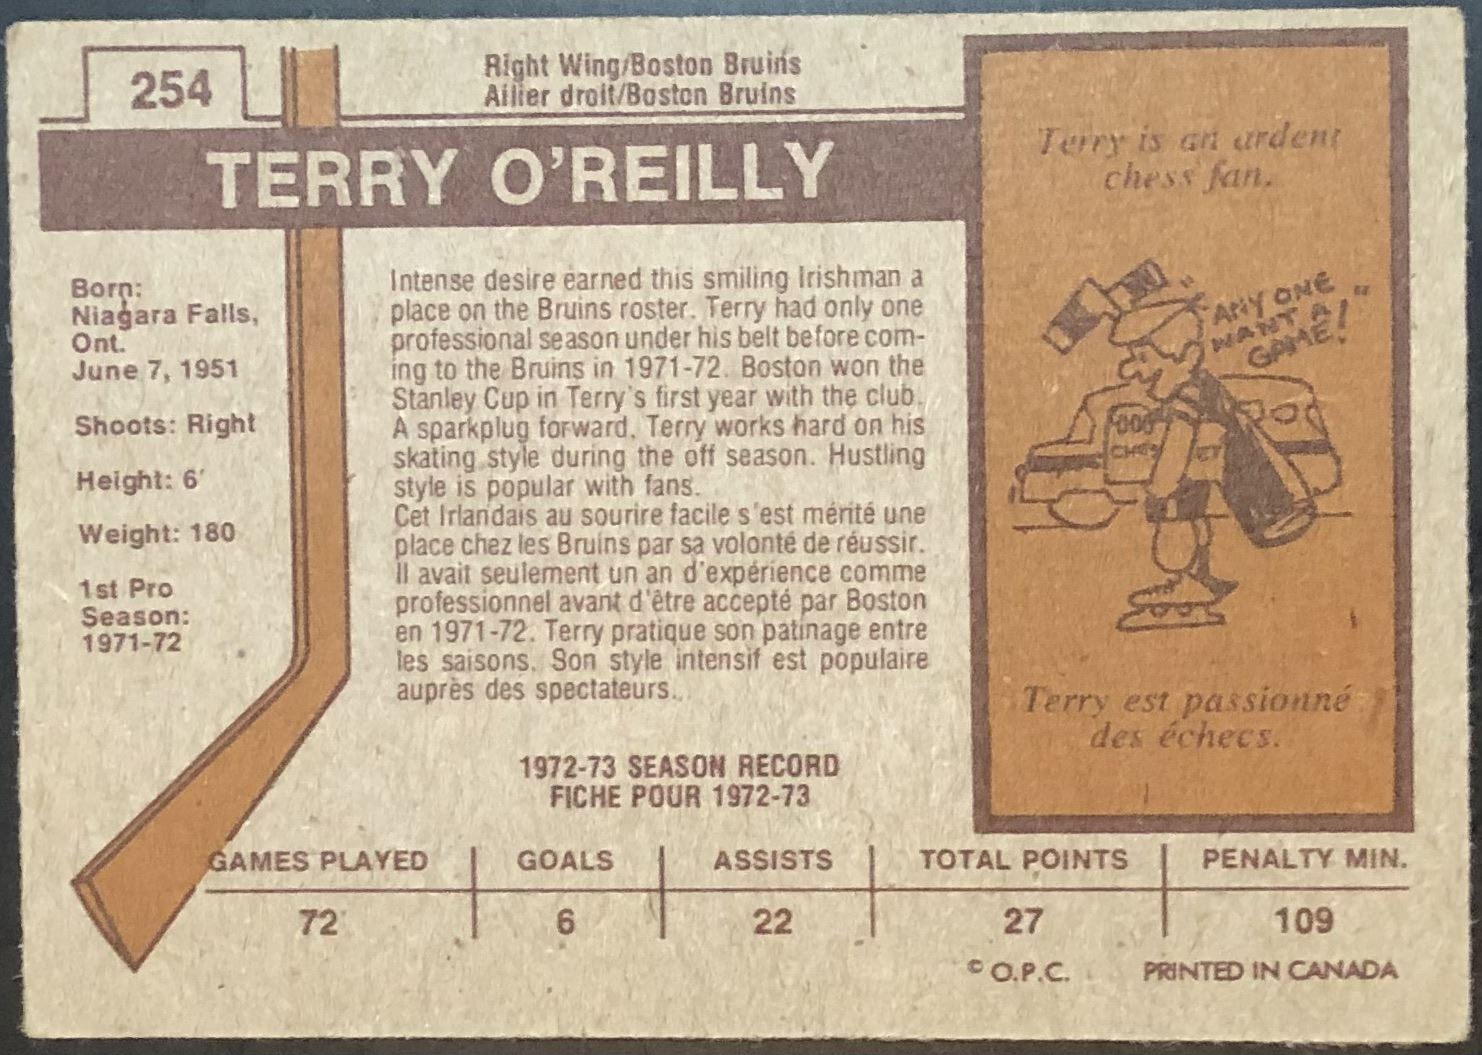 254
Right Wing/Boston Bruins
Ailier droit/Boston Bruins
TERRY O'REILLY
Born:
Niagara Falls,
Ont.
June 7, 1951
Shoots: Right
Height: 6'
Weight: 180
1st Pro
Season:
1971-72
Intense desire earned this smiling Irishman a
place on the Bruins roster. Terry had only one
professional season under his belt before com-
ing to the Bruins in 1971-72. Boston won the
Stanley Cup in Terry's first year with the club.
A sparkplug forward, Terry works hard on his
skating style during the off season. Hustling
style is popular with fans.
Cet Irlandais au sourire facile s'est mérité une
place chez les Bruins par sa volonté de réussir.
Il avait seulement un an d'expérience comme
professionnel avant d'être accepté par Boston
en 1971-72. Terry pratique son patinage entre
les saisons. Son style intensif est populaire
auprès des spectateurs.
Terry is an ardent
chess fan.
"ANYONE
WANT A
GAME!"
Terry est passionné
des échecs.
1972-73 SEASON RECORD
FICHE POUR 1972-73
GAMES PLAYED GOALS ASSISTS TOTAL POINTS PENALTY MIN.
72 6 22 27 109
© O.P.C. PRINTED IN CANADA